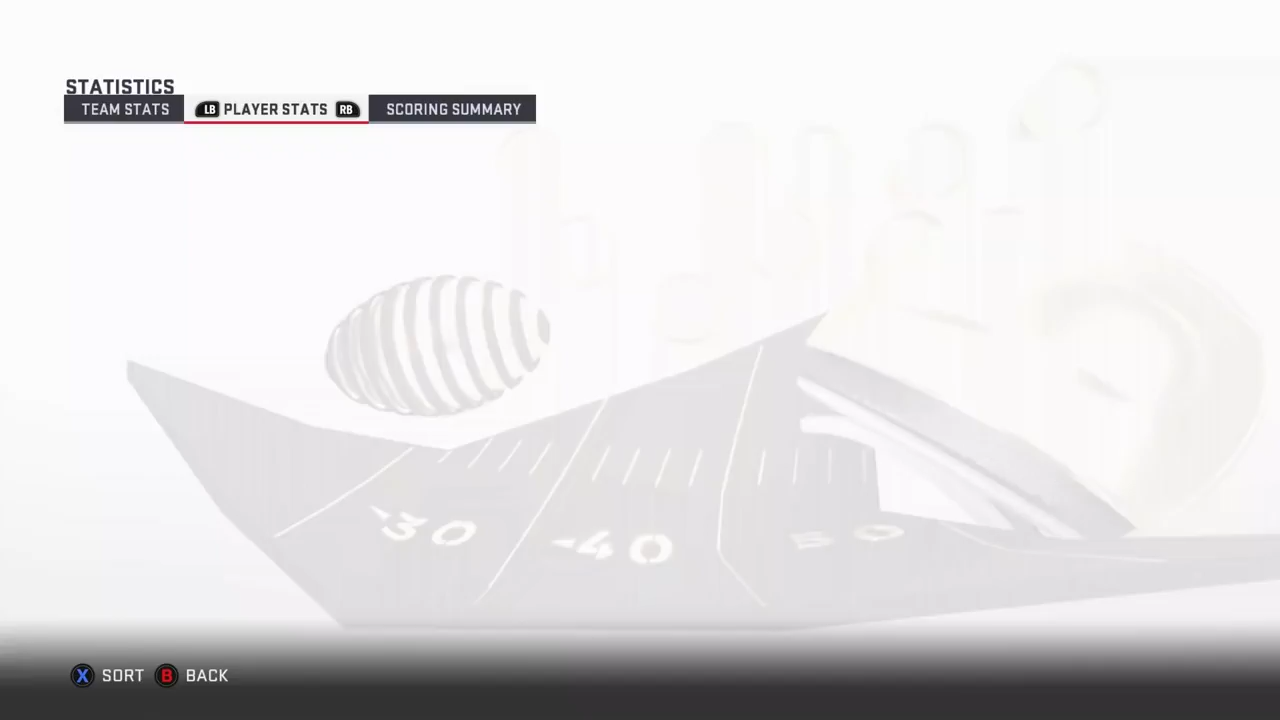 STATISTICS
TEAM STATS LB PLAYER STATS RB SCORING SUMMARY
-30 -40 50
X SORT B BACK